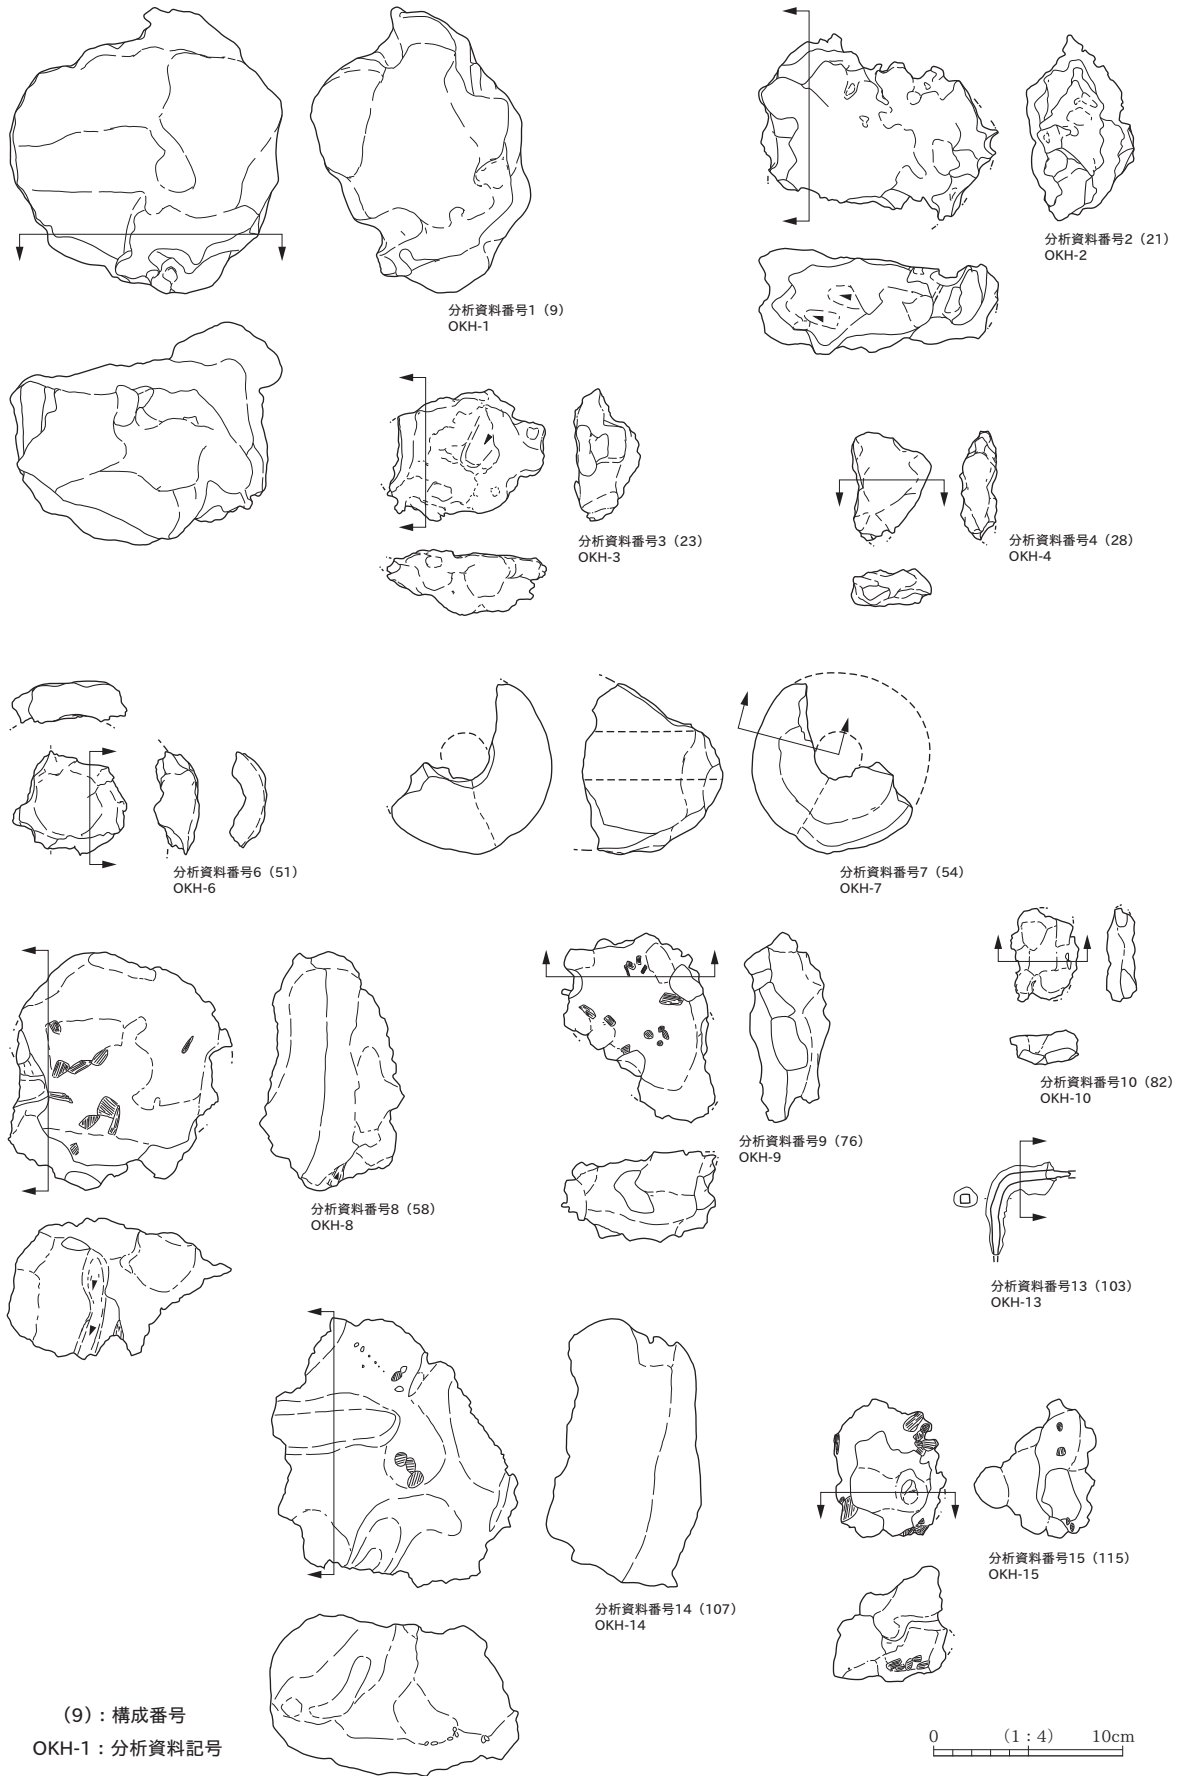 分析資料番号1（9）
OKH-1
分析資料番号2（21）
OKH-2
分析資料番号3（23）
OKH-3
分析資料番号4（28）
OKH-4
分析資料番号6（51）
OKH-6
分析資料番号7（54）
OKH-7
分析資料番号8（58）
OKH-8
分析資料番号9（76）
OKH-9
分析資料番号10（82）
OKH-10
分析資料番号13（103）
OKH-13
分析資料番号14（107）
OKH-14
分析資料番号15（115）
OKH-15
（9）：構成番号
OKH-1：分析資料記号
0 （1：4） 10cm